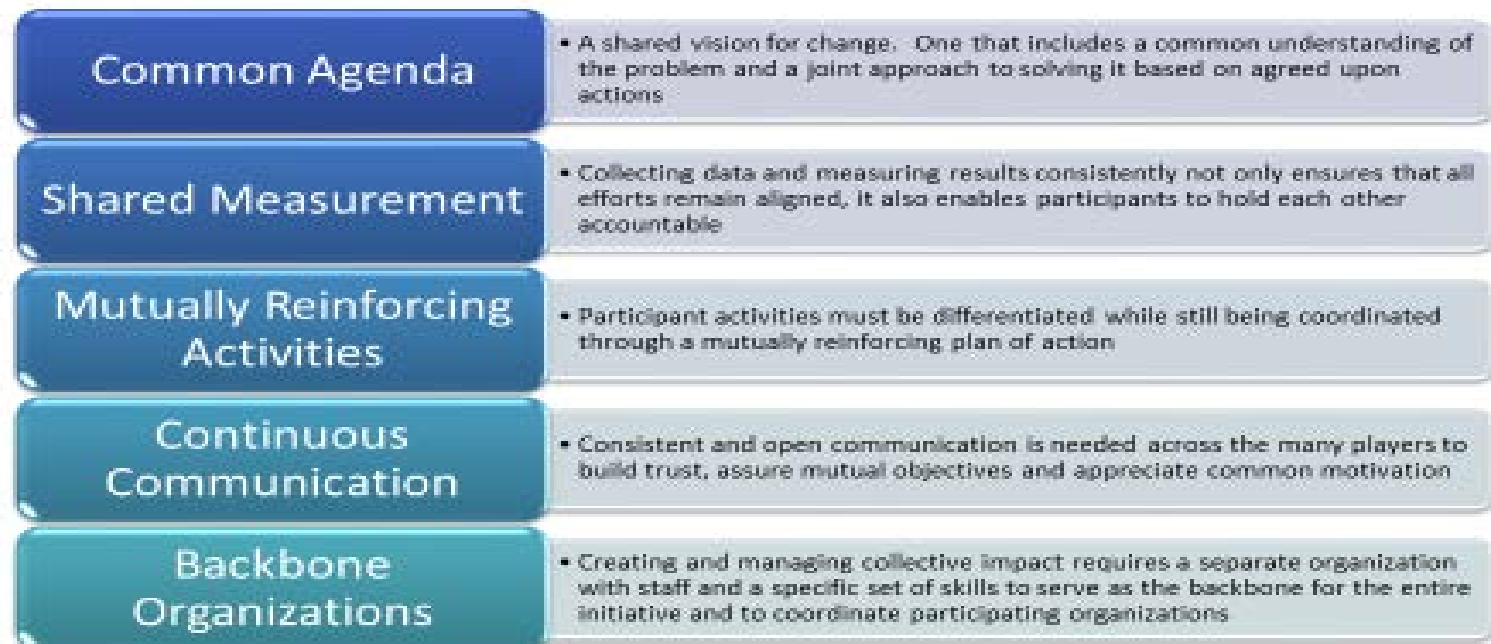 Common Agenda
• A shared vision for change. One that includes a common understanding of
the problem and a joint approach to solving it based on agreed upon
actions
Shared Measurement
• Collecting data and measuring results consistently not only ensures that all
efforts remain aligned, it also enables participants to hold each other
accountable
Mutually Reinforcing
Activities
• Participant activities must be differentiated while still being coordinated
through a mutually reinforcing plan of action
Continuous
Communication
• Consistent and open communication is needed across the many players to
build trust, assure mutual objectives and appreciate common motivation
Backbone
Organizations
• Creating and managing collective impact requires a separate organization
with staff and a specific set of skills to serve as the backbone for the entire
initiative and to coordinate participating organizations